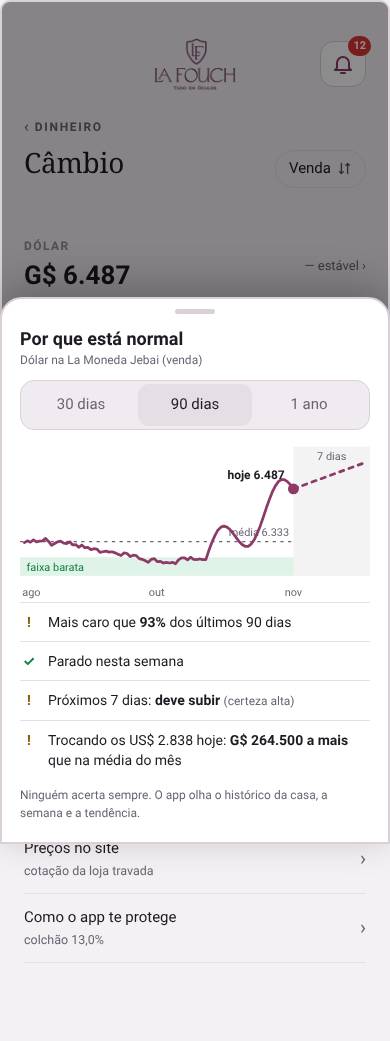 12
LF
LA FOUCH
Tudo em Óculos
‹ DINHEIRO
Câmbio
Venda
DÓLAR
G$ 6.487
— estável ›
Por que está normal
Dólar na La Moneda Jebai (venda)
30 dias
90 dias
1 ano
7 dias
hoje 6.487
média 6.333
faixa barata
ago
out
nov
! Mais caro que 93% dos últimos 90 dias
✓ Parado nesta semana
! Próximos 7 dias: deve subir (certeza alta)
! Trocando os US$ 2.838 hoje: G$ 264.500 a mais
que na média do mês
Ninguém acerta sempre. O app olha o histórico da casa, a
semana e a tendência.
Preços no site
cotação da loja travada
›
Como o app te protege
colchão 13,0%
›